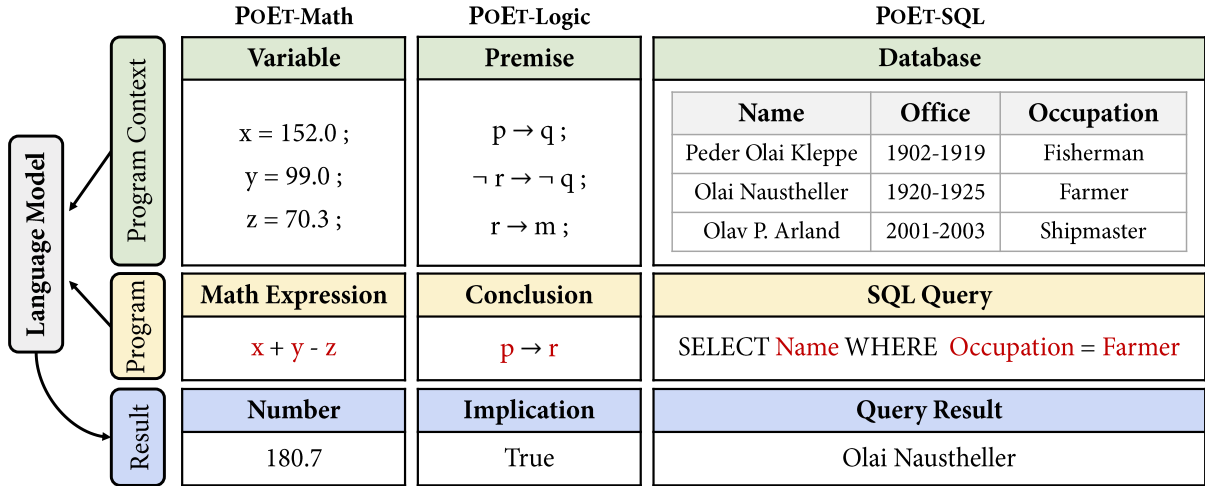 POET-Math POET-Logic POET-SQL
Language Model
Program Context
Variable
x = 152.0 ;
y = 99.0 ;
z = 70.3 ;
Premise
p → q ;
¬ r → ¬ q ;
r → m ;
Database
Name Office Occupation
Peder Olai Kleppe 1902-1919 Fisherman
Olai Naustheller 1920-1925 Farmer
Olav P. Arland 2001-2003 Shipmaster
Program
Math Expression
x + y - z
Conclusion
p → r
SQL Query
SELECT Name WHERE Occupation = Farmer
Result
Number
180.7
Implication
True
Query Result
Olai Naustheller